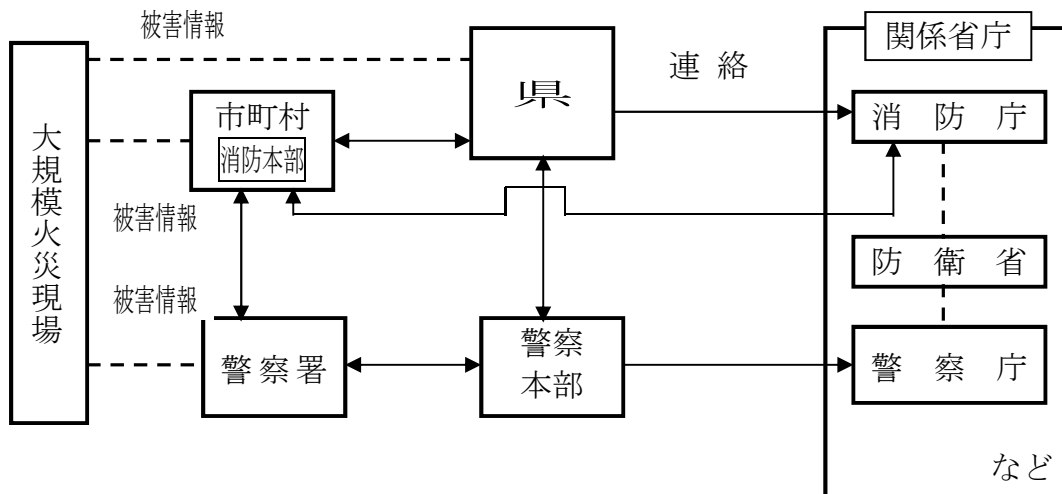 被害情報
関係省庁
連絡
県
市町村
消防本部
消防庁
大規模火災現場
被害情報
防衛省
被害情報
警察署
警察
本部
警察庁
など